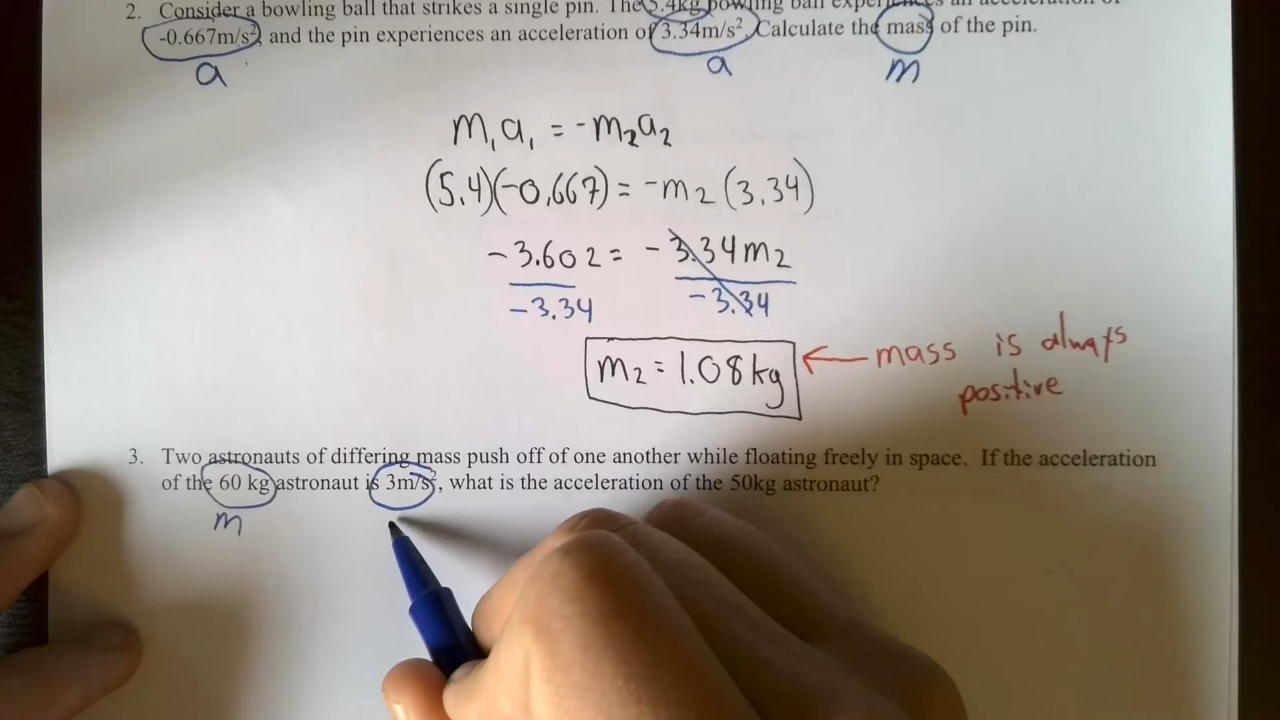 2. Consider a bowling ball that strikes a single pin. The 5.4kg bowling ball experiences an acceleration of
-0.667m/s², and the pin experiences an acceleration of 3.34m/s². Calculate the mass of the pin.
a a m
m₁a₁ = -m₂a₂
(5.4)(-0.667) = -m₂(3.34)
-3.602 = -3.34m₂
-3.34 -3.34
m₂ = 1.08kg ← mass is always
positive
3. Two astronauts of differing mass push off of one another while floating freely in space. If the acceleration
of the 60 kg astronaut is 3m/s², what is the acceleration of the 50kg astronaut?
m